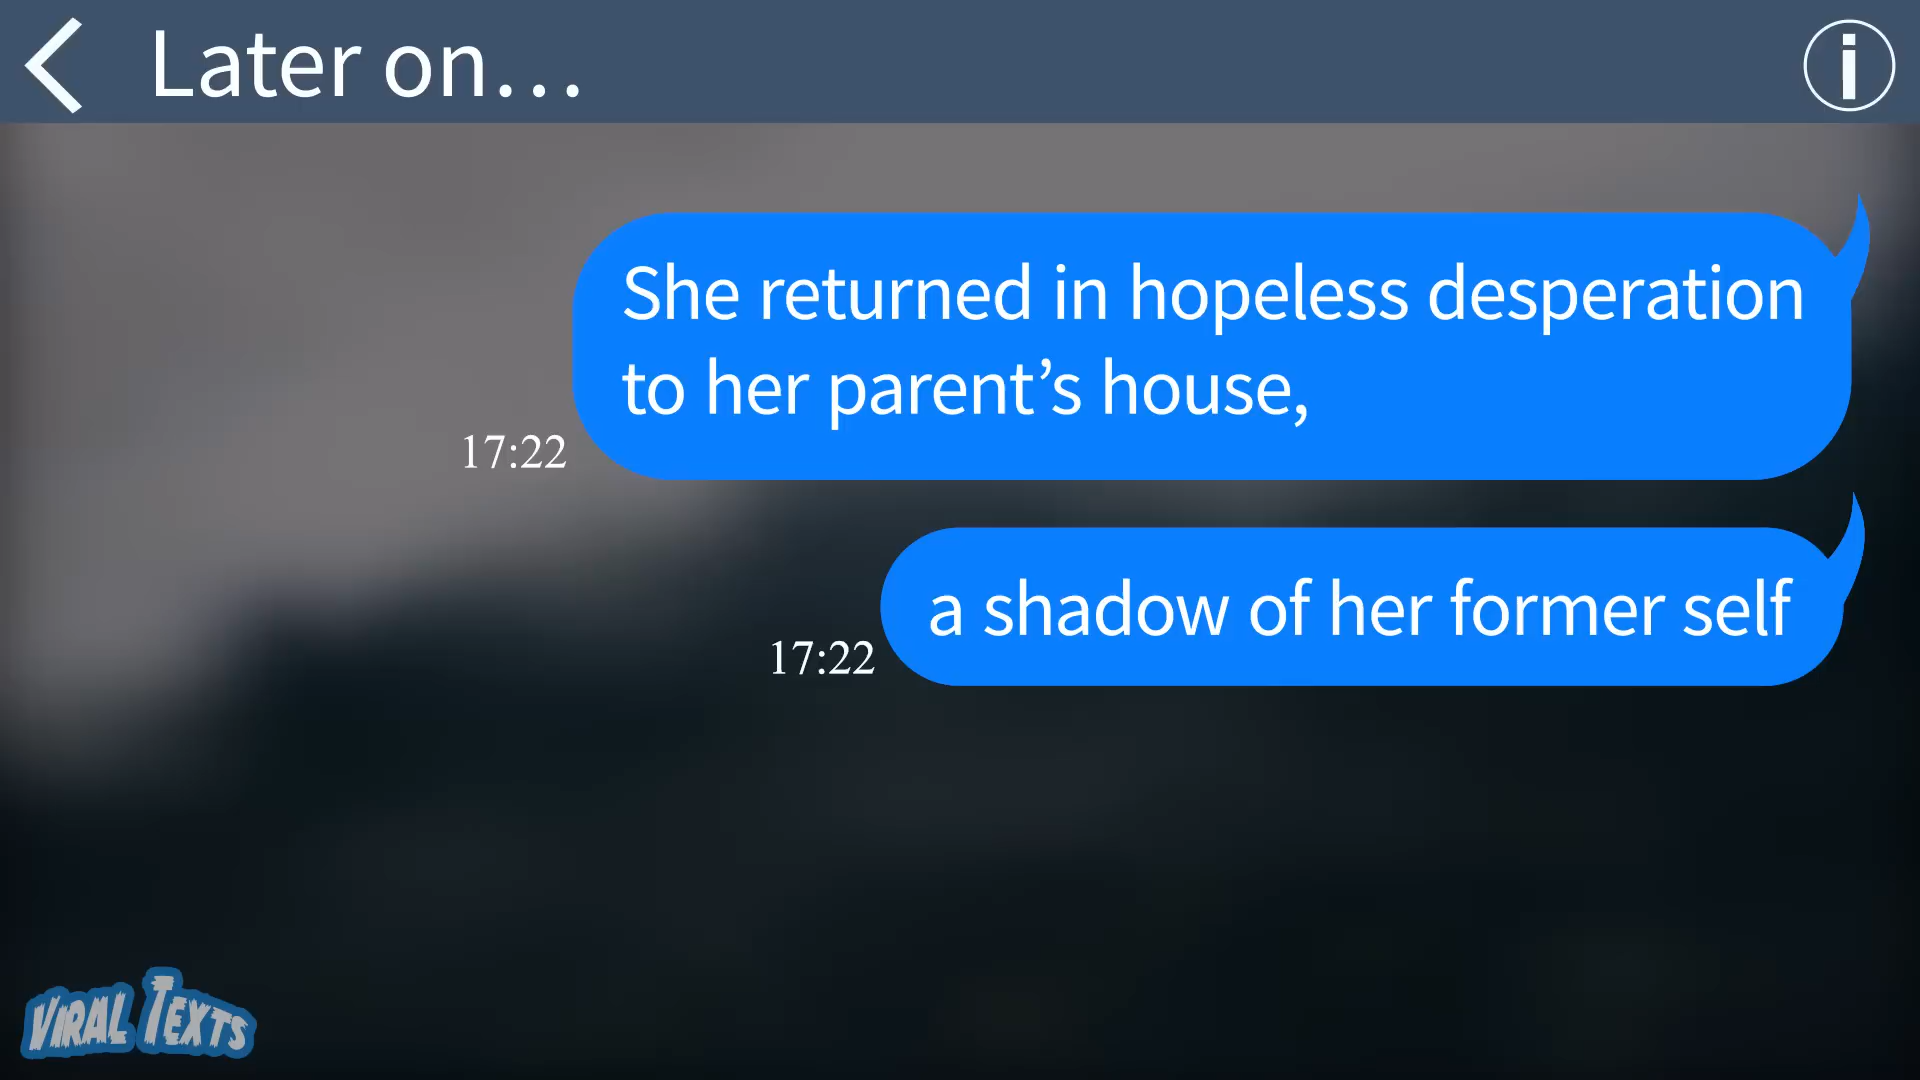 Later on...
She returned in hopeless desperation
to her parent’s house,
17:22
a shadow of her former self
17:22
VIRAL TEXTS